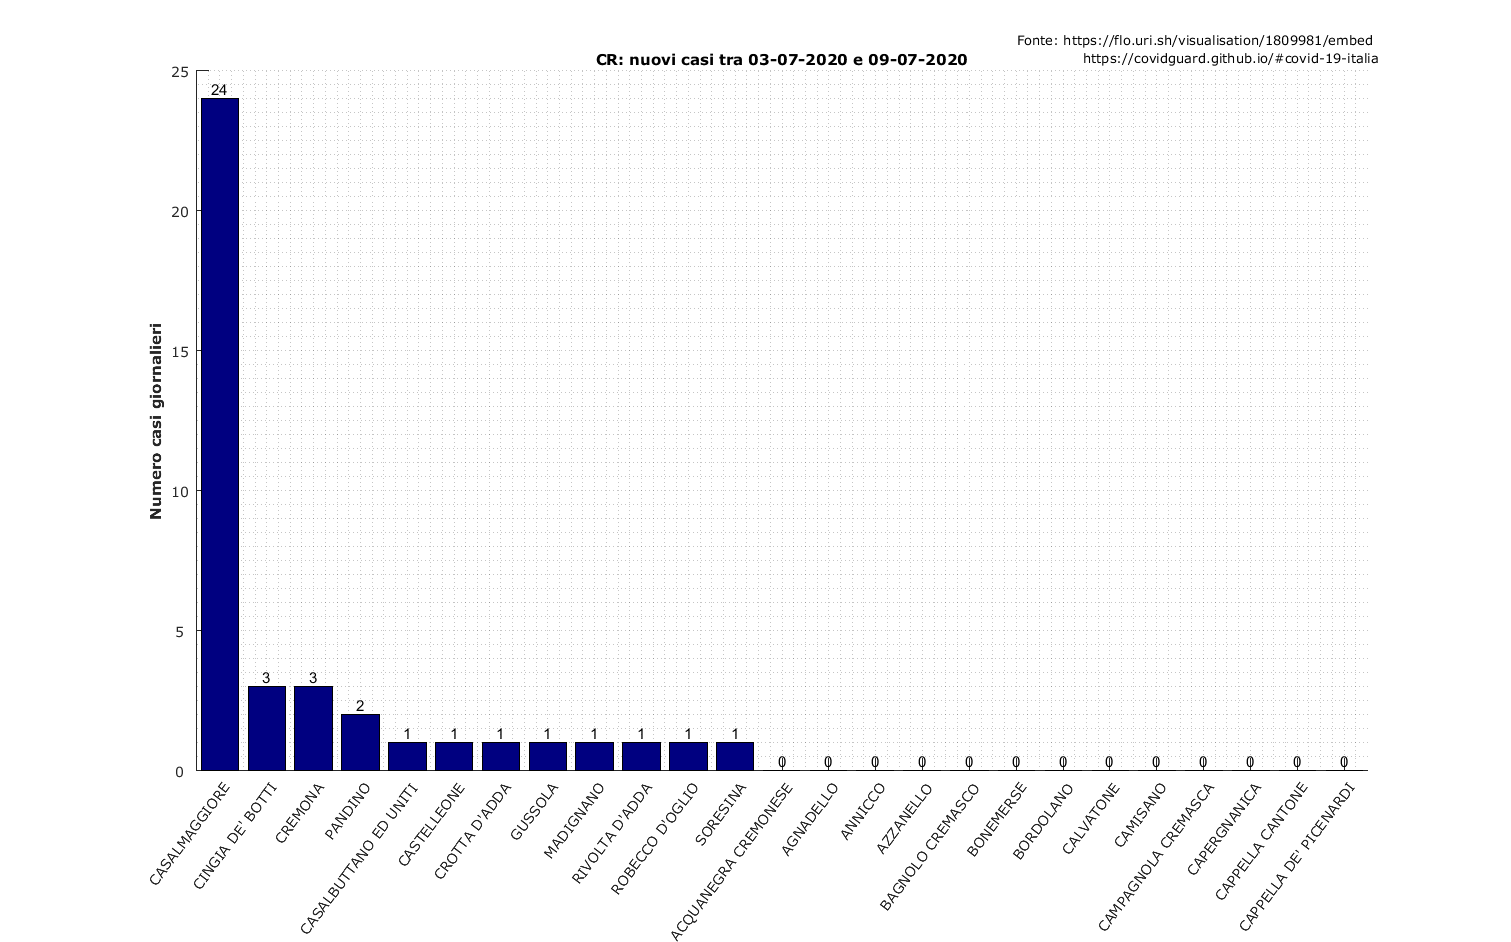 Fonte: https://flo.uri.sh/visualisation/1809981/embed
https://covidguard.github.io/#covid-19-italia
CR: nuovi casi tra 03-07-2020 e 09-07-2020
Numero casi giornalieri
25
20
15
10
5
0
24
3
3
2
1
1
1
1
1
1
1
1
0
0
0
0
0
0
0
0
0
0
0
0
0
CASALMAGGIORE
CINGIA DE' BOTTI
CREMONA
PANDINO
CASALBUTTANO ED UNITI
CASTELLEONE
CROTTA D'ADDA
GUSSOLA
MADIGNANO
RIVOLTA D'ADDA
ROBECCO D'OGLIO
SORESINA
ACQUANEGRA CREMONESE
AGNADELLO
ANNICCO
AZZANELLO
BAGNOLO CREMASCO
BONEMERSE
BORDOLANO
CALVATONE
CAMISANO
CAMPAGNOLA CREMASCA
CAPERGNANICA
CAPPELLA CANTONE
CAPPELLA DE' PICENARDI